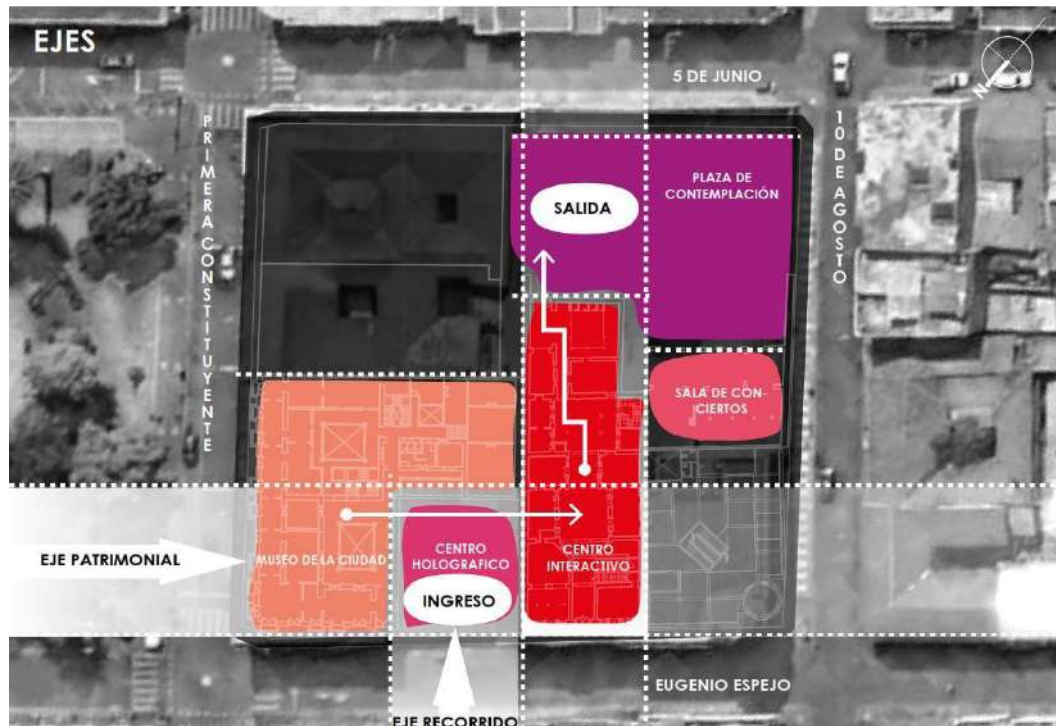 EJES
5 DE JUNIO
PRIMERA CONSTITUYENTE
10 DE AGOSTO
PLAZA DE
CONTEMPLACIÓN
SALIDA
SALA DE CON-
CIERTOS
EJE PATRIMONIAL
MUSEO DE LA CIUDAD
CENTRO
HOLOGRÁFICO
INGRESO
CENTRO
INTERACTIVO
EUGENIO ESPEJO
EJE RECORRIDO
N